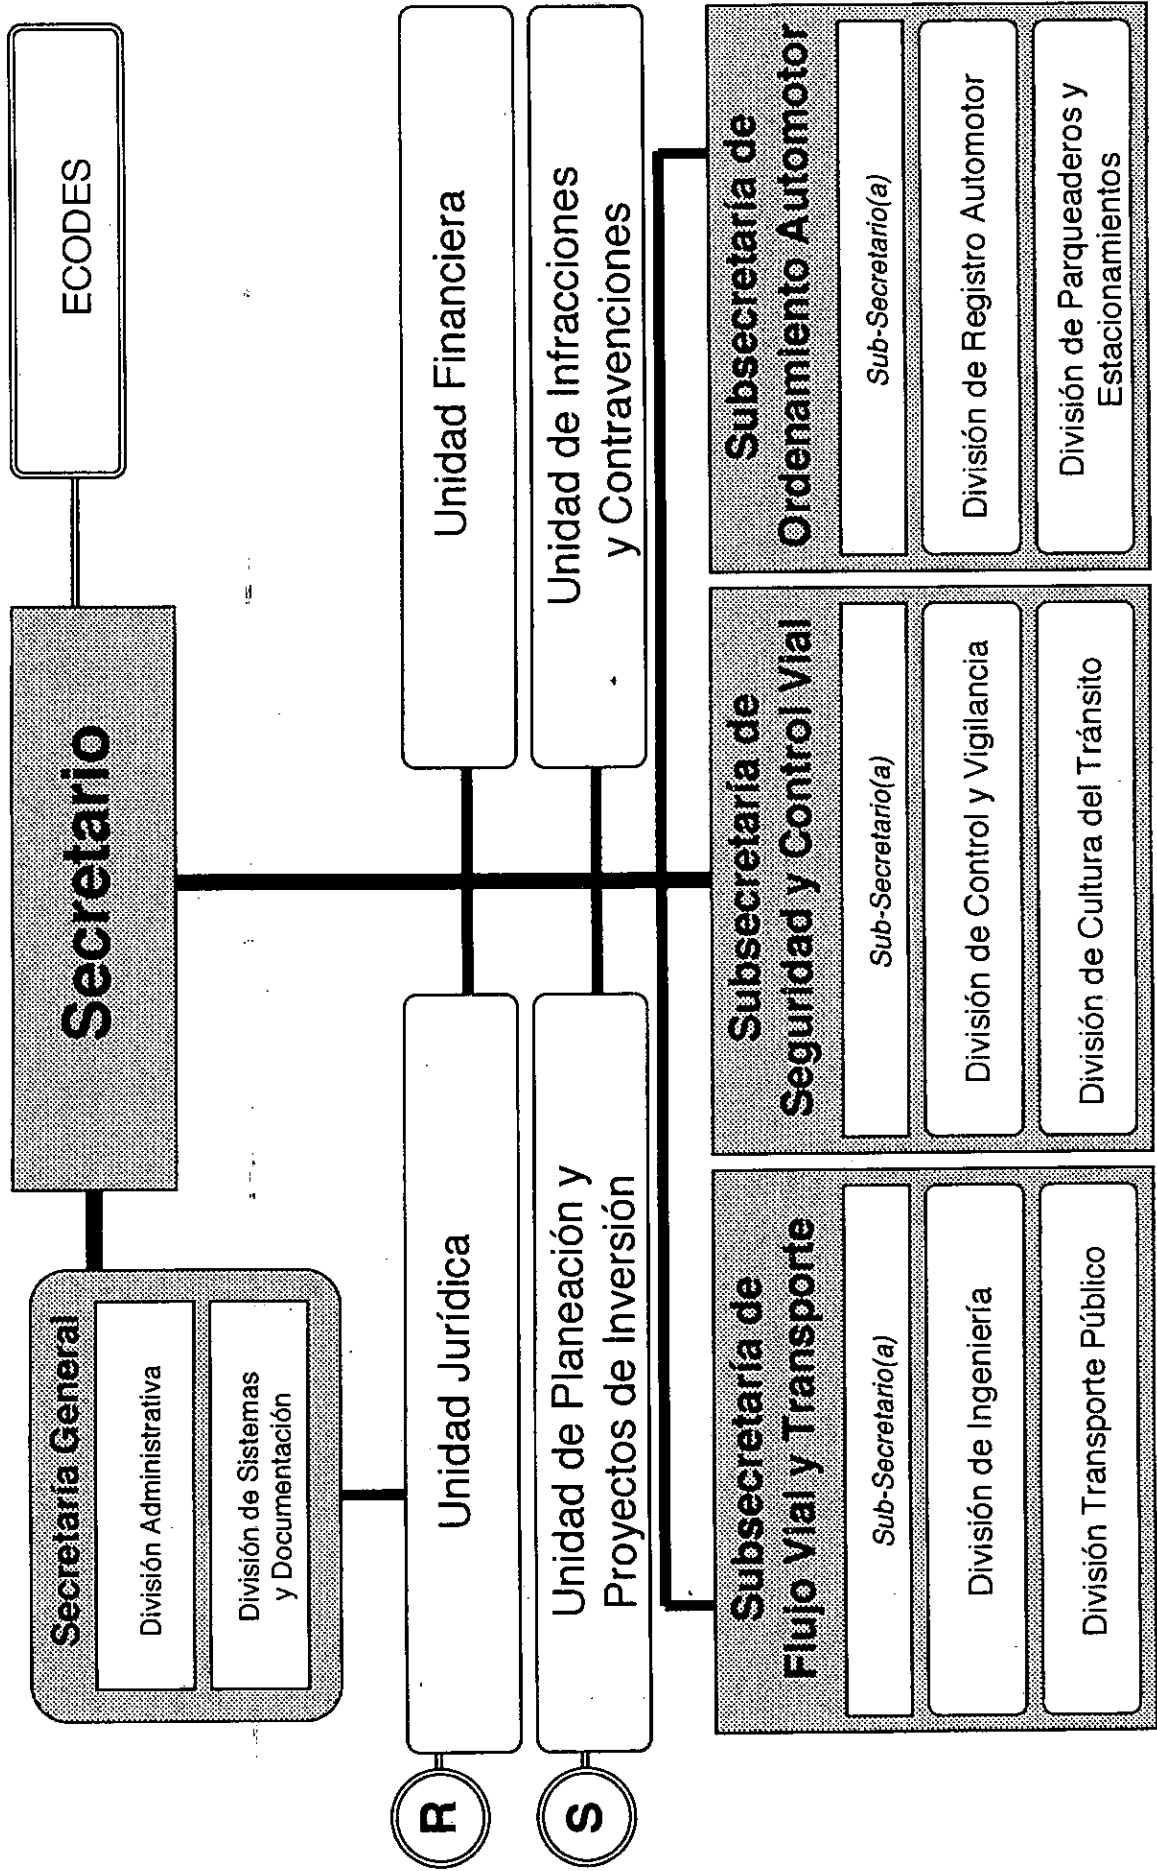 Secretario
ECODES
Secretaría General
División Administrativa
División de Sistemas
y Documentación
R
Unidad Jurídica
Unidad Financiera
S
Unidad de Planeación y
Proyectos de Inversión
Unidad de Infracciones
y Contravenciones
Subsecretaría de
Flujo Vial y Transporte
Sub-Secretario(a)
División de Ingeniería
División Transporte Público
Subsecretaría de
Seguridad y Control Vial
Sub-Secretario(a)
División de Control y Vigilancia
División de Cultura del Tránsito
Subsecretaría de
Ordenamiento Automotor
Sub-Secretario(a)
División de Registro Automotor
División de Parqueaderos y
Estacionamientos